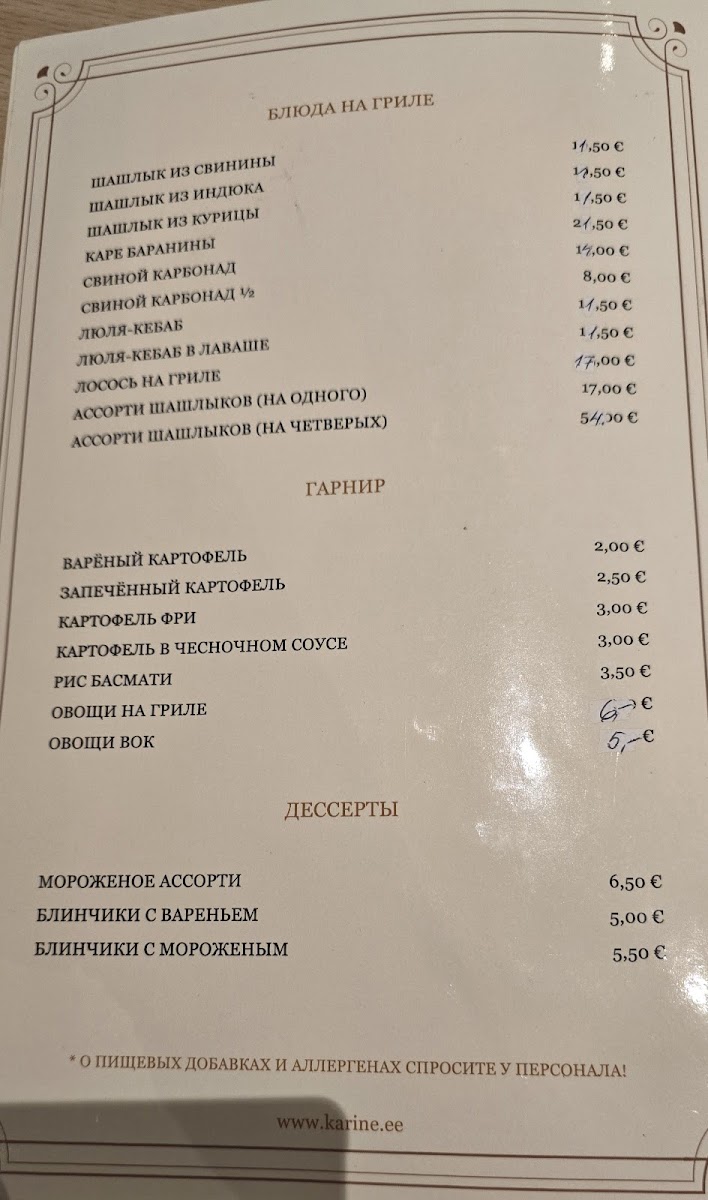 БЛЮДА НА ГРИЛЕ
ШАШЛЫК ИЗ СВИНИНЫ 11,50 €
ШАШЛЫК ИЗ ИНДЮКА ,50 €
ШАШЛЫК ИЗ КУРИЦЫ 11,50 €
КАРЕ БАРАНИНЫ 21,50 €
СВИНОЙ КАРБОНАД 14,00 €
СВИНОЙ КАРБОНАД ½ 8,00 €
ЛЮЛЯ-КЕБАБ 11,50 €
ЛЮЛЯ-КЕБАБ В ЛАВАШЕ 11,50 €
ЛОСОСЬ НА ГРИЛЕ 17,00 €
АССОРТИ ШАШЛЫКОВ (НА ОДНОГО) 17,00 €
АССОРТИ ШАШЛЫКОВ (НА ЧЕТВЕРЫХ) 54,00 €
ГАРНИР
ВАРЁНЫЙ КАРТОФЕЛЬ 2,00 €
ЗАПЕЧЁННЫЙ КАРТОФЕЛЬ 2,50 €
КАРТОФЕЛЬ ФРИ 3,00 €
КАРТОФЕЛЬ В ЧЕСНОЧНОМ СОУСЕ 3,00 €
РИС БАСМАТИ 3,50 €
ОВОЩИ НА ГРИЛЕ 6,- €
ОВОЩИ ВОК 5,- €
ДЕССЕРТЫ
МОРОЖЕНОЕ АССОРТИ 6,50 €
БЛИНЧИКИ С ВАРЕНЬЕМ 5,00 €
БЛИНЧИКИ С МОРОЖЕНЫМ 5,50 €
* О ПИЩЕВЫХ ДОБАВКАХ И АЛЛЕРГЕНАХ СПРОСИТЕ У ПЕРСОНАЛА!
www.karine.ee